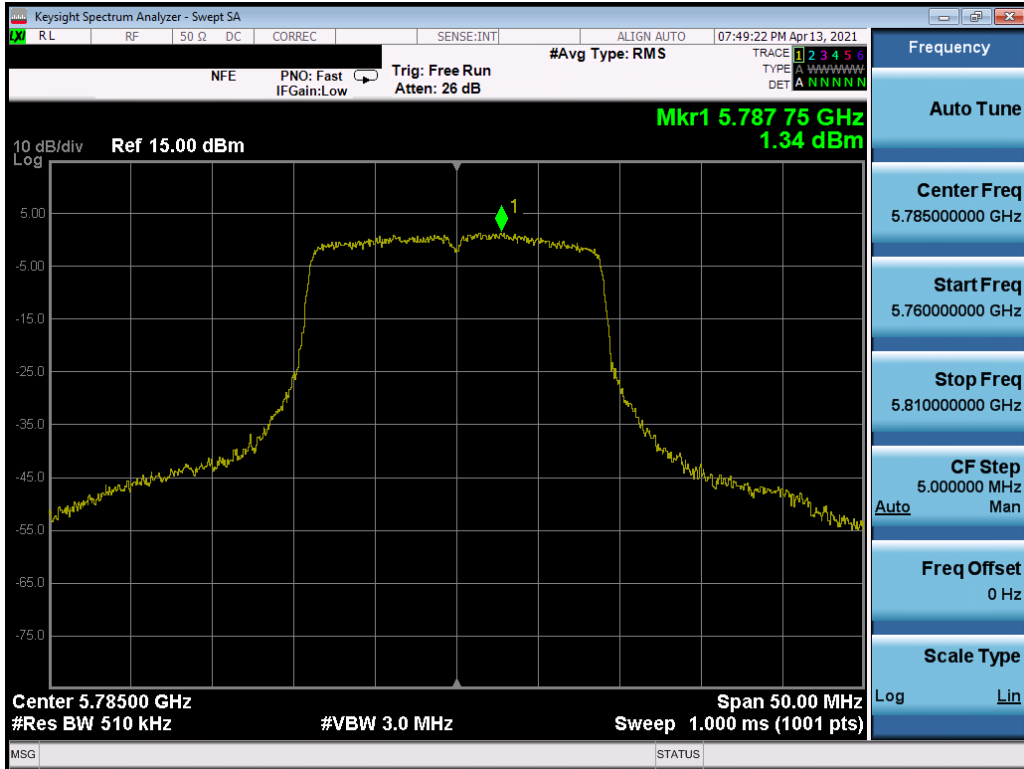 Keysight Spectrum Analyzer - Swept SA
LXI RL RF 50 Ω DC CORREC SENSE:INT ALIGN AUTO 07:49:22 PM Apr 13, 2021
NFE PNO: Fast Trig: Free Run #Avg Type: RMS TRACE 1 2 3 4 5 6
IFGain:Low Atten: 26 dB TYPE A WWWWW
DET A N N N N N
Mkr1 5.787 75 GHz
1.34 dBm
10 dB/div Ref 15.00 dBm
Log
1
5.00
-5.00
-15.0
-25.0
-35.0
-45.0
-55.0
-65.0
-75.0
Center 5.78500 GHz Span 50.00 MHz
#Res BW 510 kHz #VBW 3.0 MHz Sweep 1.000 ms (1001 pts)
MSG STATUS
Frequency
Auto Tune
Center Freq
5.785000000 GHz
Start Freq
5.760000000 GHz
Stop Freq
5.810000000 GHz
CF Step
5.000000 MHz
Auto Man
Freq Offset
0 Hz
Scale Type
Log Lin